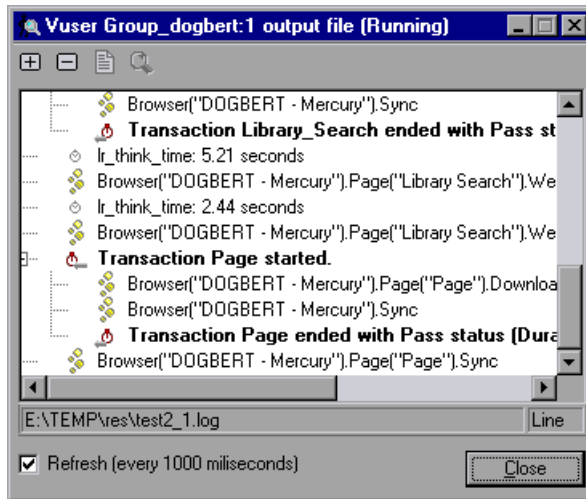 Vuser Group_dogbert:1 output file (Running)
Browser("DOGBERT - Mercury").Sync
Transaction Library_Search ended with Pass st
lr_think_time: 5.21 seconds
Browser("DOGBERT - Mercury").Page("Library Search").We
lr_think_time: 2.44 seconds
Browser("DOGBERT - Mercury").Page("Library Search").We
Transaction Page started.
Browser("DOGBERT - Mercury").Page("Page").Downloa
Browser("DOGBERT - Mercury").Sync
Transaction Page ended with Pass status (Dura
Browser("DOGBERT - Mercury").Page("Page").Sync
E:\TEMP\res\test2_1.log
Line
Refresh (every 1000 miliseconds)
Close